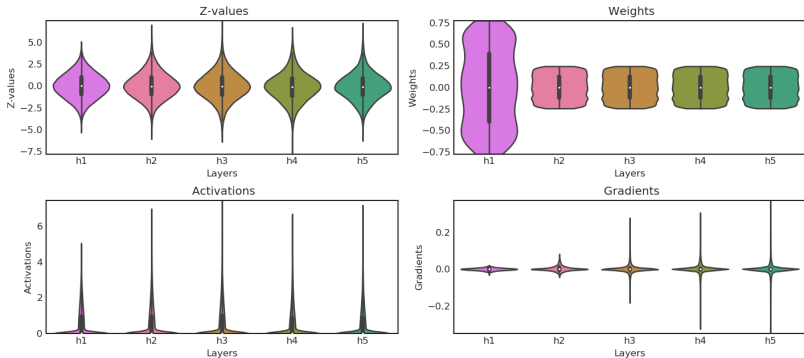 Z-values
Z-values
5.0
2.5
0.0
−2.5
−5.0
−7.5
h1 h2 h3 h4 h5
Layers
Weights
Weights
0.75
0.50
0.25
0.00
−0.25
−0.50
−0.75
h1 h2 h3 h4 h5
Layers
Activations
Activations
6
4
2
0
h1 h2 h3 h4 h5
Layers
Gradients
Gradients
0.2
0.0
−0.2
h1 h2 h3 h4 h5
Layers